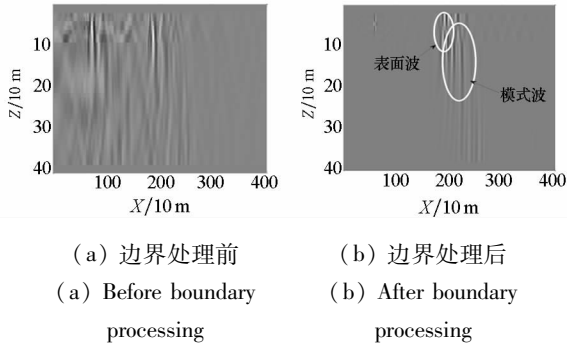 10
20
30
40
Z/10 m
100 200 300 400
X/10 m
(a) 边界处理前
(a) Before boundary
processing
表面波
模式波
10
20
30
40
Z/10 m
100 200 300 400
X/10 m
(b) 边界处理后
(b) After boundary
processing